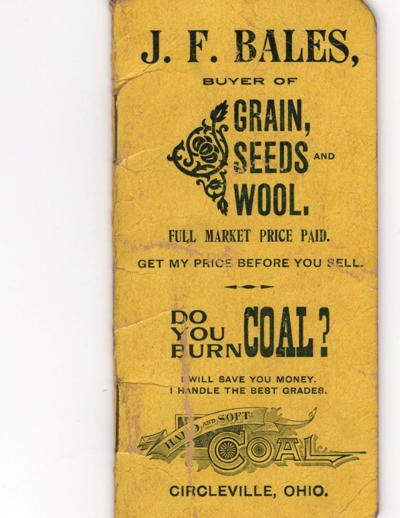 J. F. BALES,
BUYER OF
GRAIN,
SEEDS AND
WOOL.
FULL MARKET PRICE PAID.
GET MY PRICE BEFORE YOU SELL.
DO
YOU
BURN COAL?
I WILL SAVE YOU MONEY.
I HANDLE THE BEST GRADES.
HARD AND SOFT
COAL
CIRCLEVILLE, OHIO.